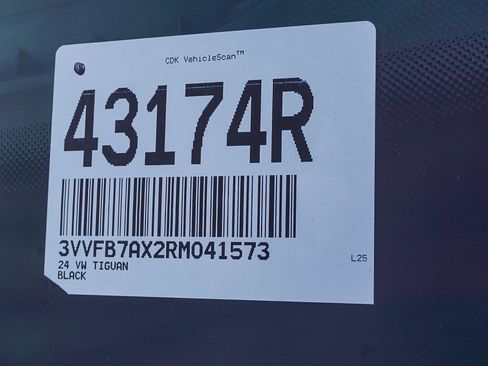 CDK VehicleScan™
43174R
3VVFB7AX2RM041573
24 VW TIGUAN
BLACK
L25